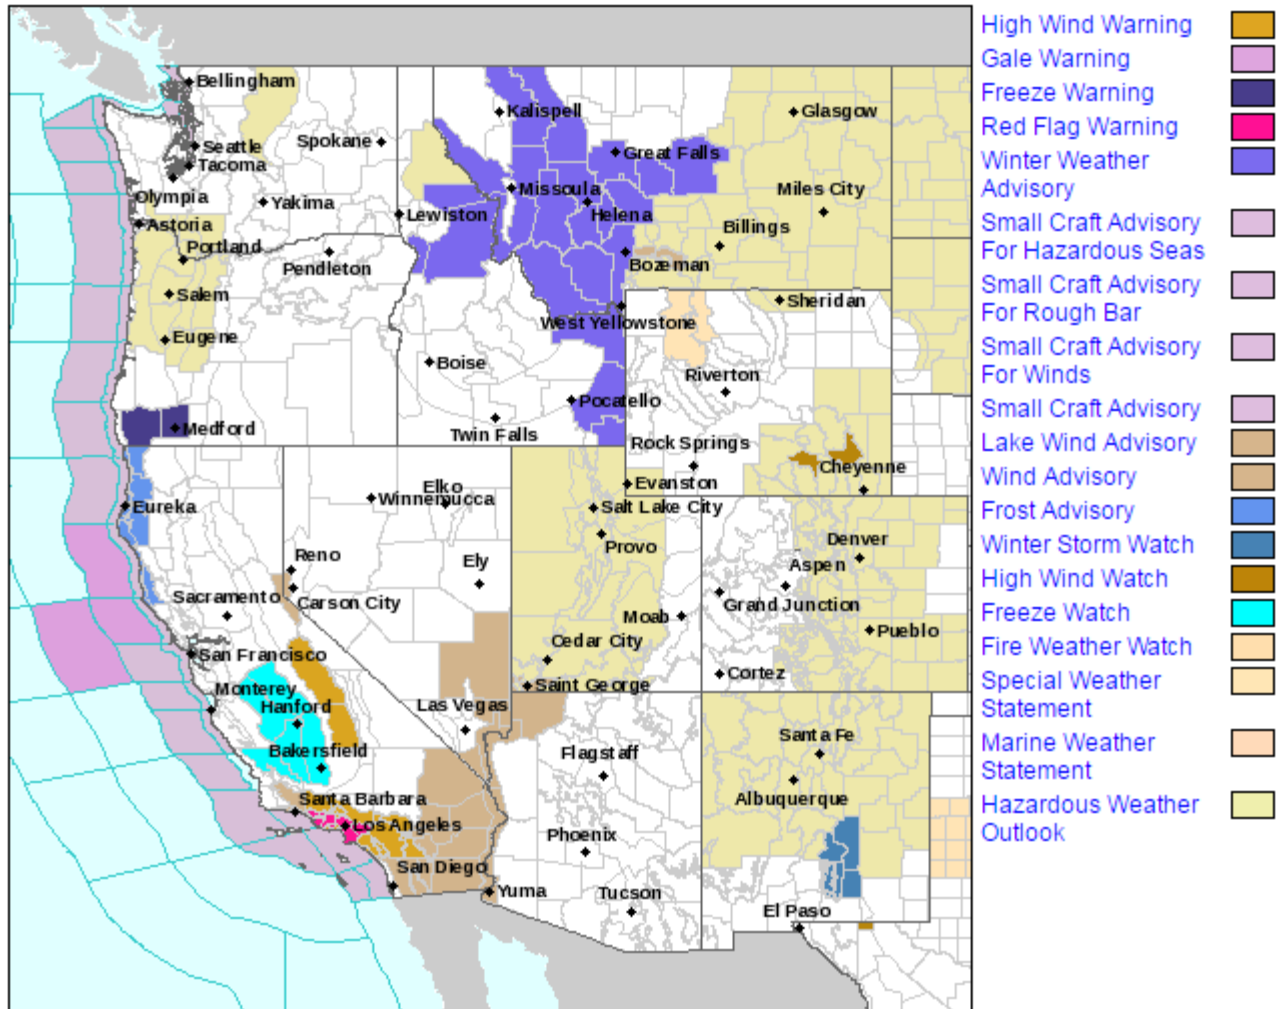 Bellingham
Kalispell
Glasgow
Spokane
Seattle
Great Falls
Tacoma
Missoula
Miles City
Olympia
Yakima
Lewiston
Helena
Astoria
Billings
Portland
Pendleton
Bozeman
Salem
Sheridan
West Yellowstone
Eugene
Boise
Riverton
Pocatello
Medford
Twin Falls
Rock Springs
Cheyenne
Elko
Evanston
Winnemucca
Eureka
Salt Lake City
Provo
Denver
Reno
Ely
Aspen
Sacramento
Carson City
Grand Junction
Moab
Pueblo
San Francisco
Cedar City
Cortez
Monterey
Saint George
Hanford
Las Vegas
Santa Fe
Bakersfield
Flagstaff
Santa Barbara
Albuquerque
Los Angeles
Phoenix
San Diego
Yuma
Tucson
El Paso
High Wind Warning
Gale Warning
Freeze Warning
Red Flag Warning
Winter Weather
Advisory
Small Craft Advisory
For Hazardous Seas
Small Craft Advisory
For Rough Bar
Small Craft Advisory
For Winds
Small Craft Advisory
Lake Wind Advisory
Wind Advisory
Frost Advisory
Winter Storm Watch
High Wind Watch
Freeze Watch
Fire Weather Watch
Special Weather
Statement
Marine Weather
Statement
Hazardous Weather
Outlook